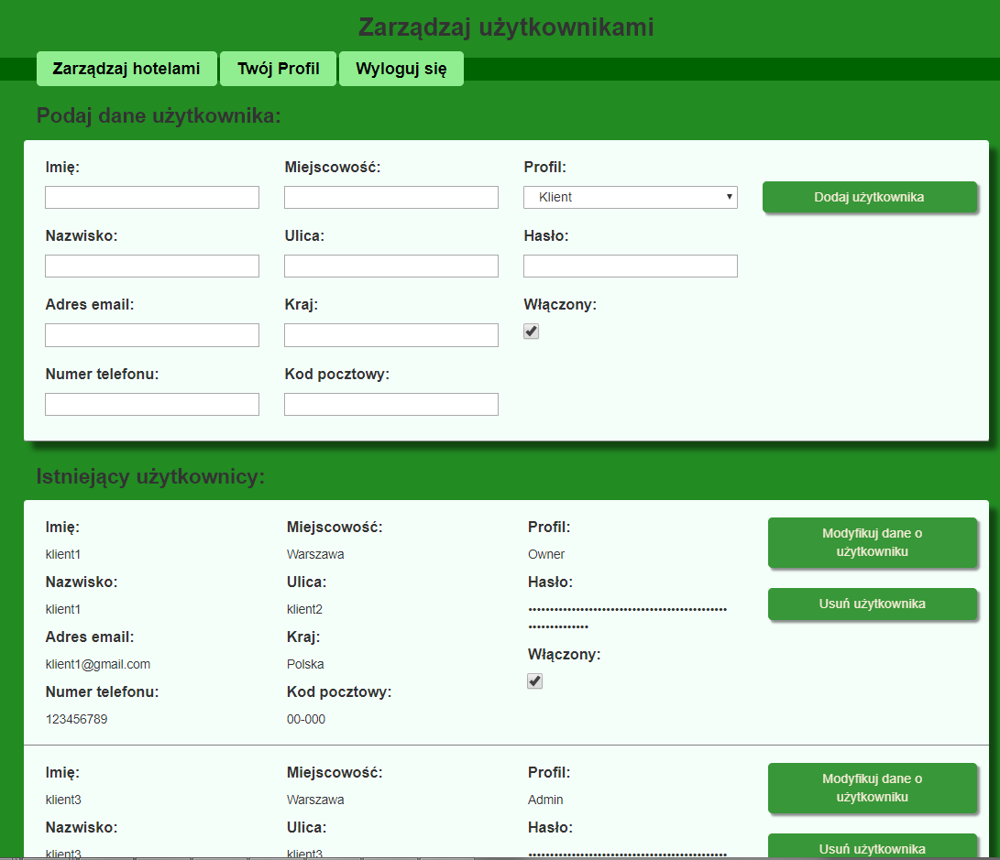 Zarządzaj użytkownikami
Zarządzaj hotelami Twój Profil Wyloguj się
Podaj dane użytkownika:
Imię: Miejscowość: Profil:
Klient Dodaj użytkownika
Nazwisko: Ulica: Hasło:
Adres email: Kraj: Włączony:
Numer telefonu: Kod pocztowy:
Istniejący użytkownicy:
Imię: Miejscowość: Profil:
Modyfikuj dane o
użytkowniku
klient1 Warszawa Owner
Nazwisko: Ulica: Hasło:
klient1 klient2 ••••••••••••••••••••••••••••••••••••••••••••••
••••••••••••••
Usuń użytkownika
Adres email: Kraj: Włączony:
klient1@gmail.com Polska
Numer telefonu: Kod pocztowy:
123456789 00-000
Imię: Miejscowość: Profil:
Modyfikuj dane o
użytkowniku
klient3 Warszawa Admin
Nazwisko: Ulica: Hasło:
Usuń użytkownika
klient3 klient3 ••••••••••••••••••••••••••••••••••••••••••••••